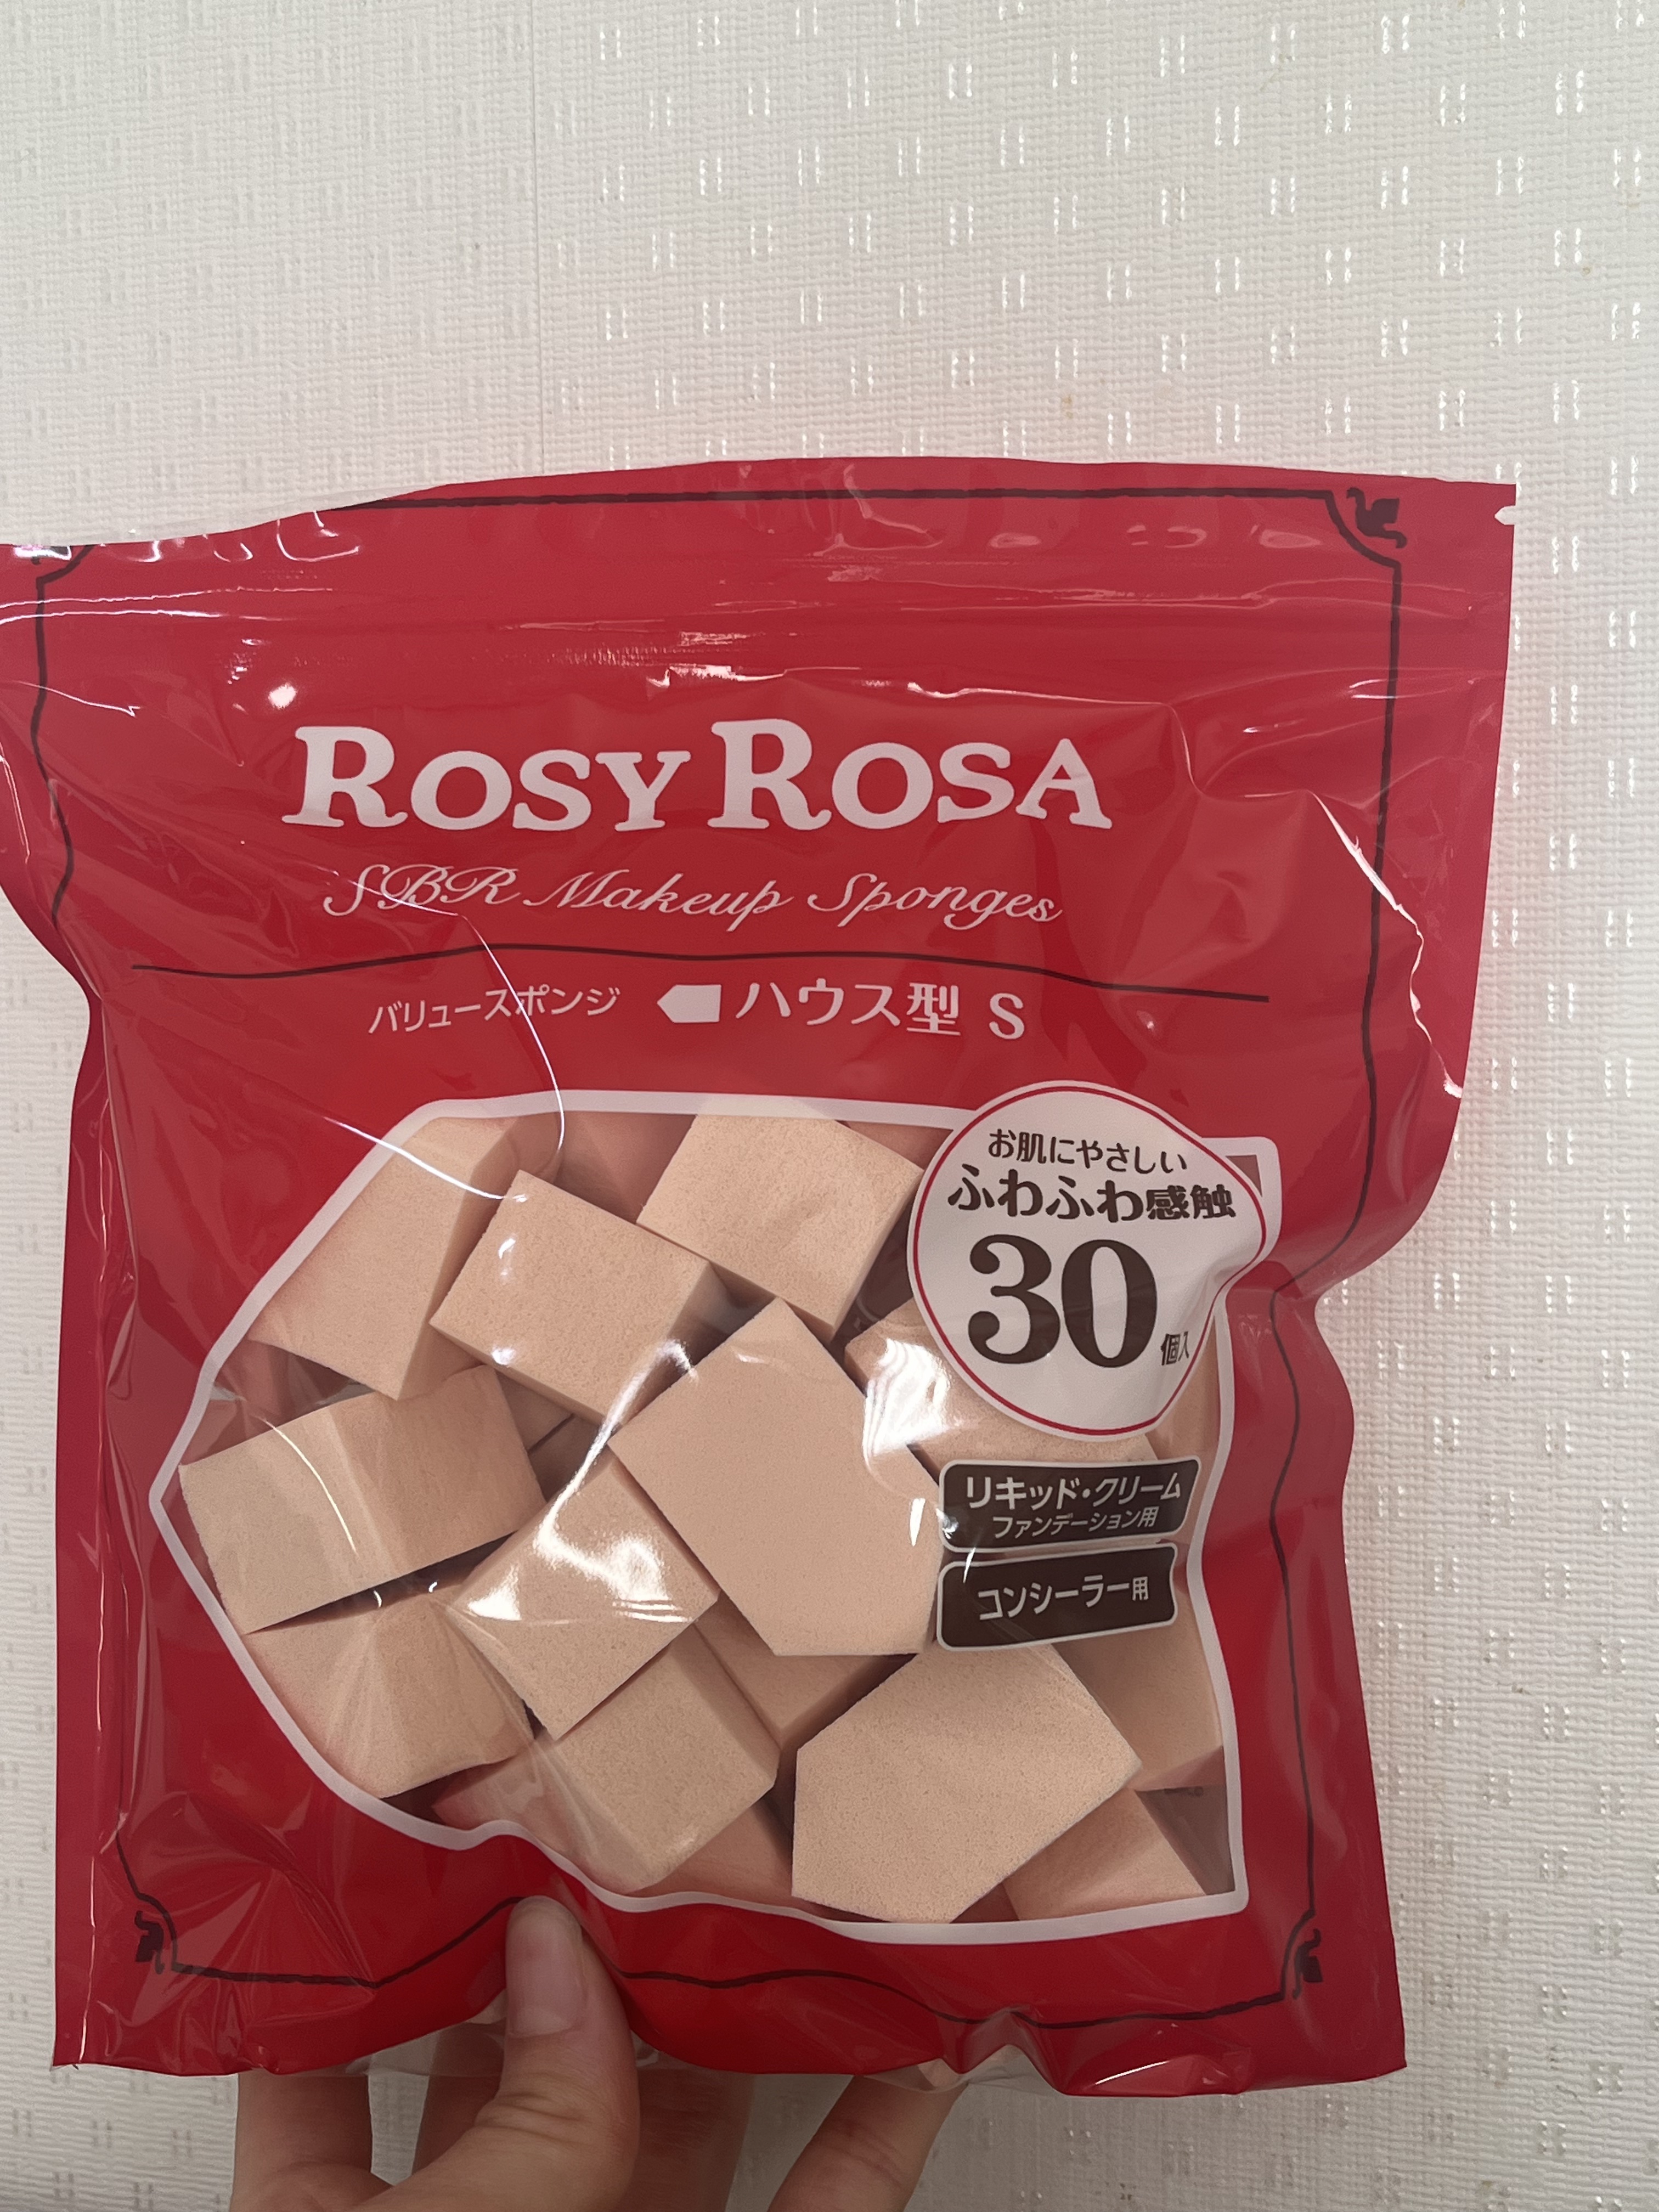 ROSY ROSA
SBR Makeup Sponges
バリュースポンジ ハウス型 S
お肌にやさしい
ふわふわ感触
30個入
リキッド・クリーム
ファンデーション用
コンシーラー用